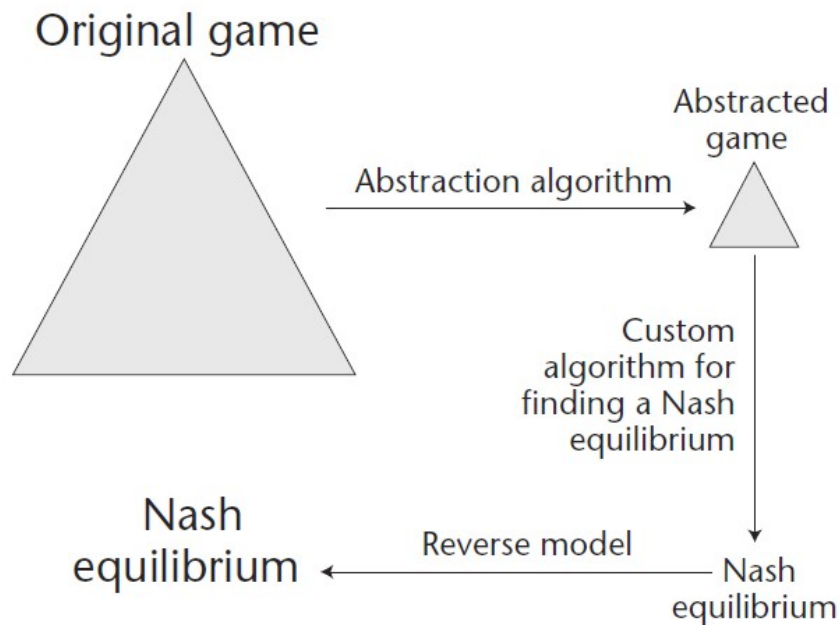 Original game
Abstracted
game
Abstraction algorithm
Custom
algorithm for
finding a Nash
equilibrium
Nash
equilibrium
Reverse model
Nash
equilibrium